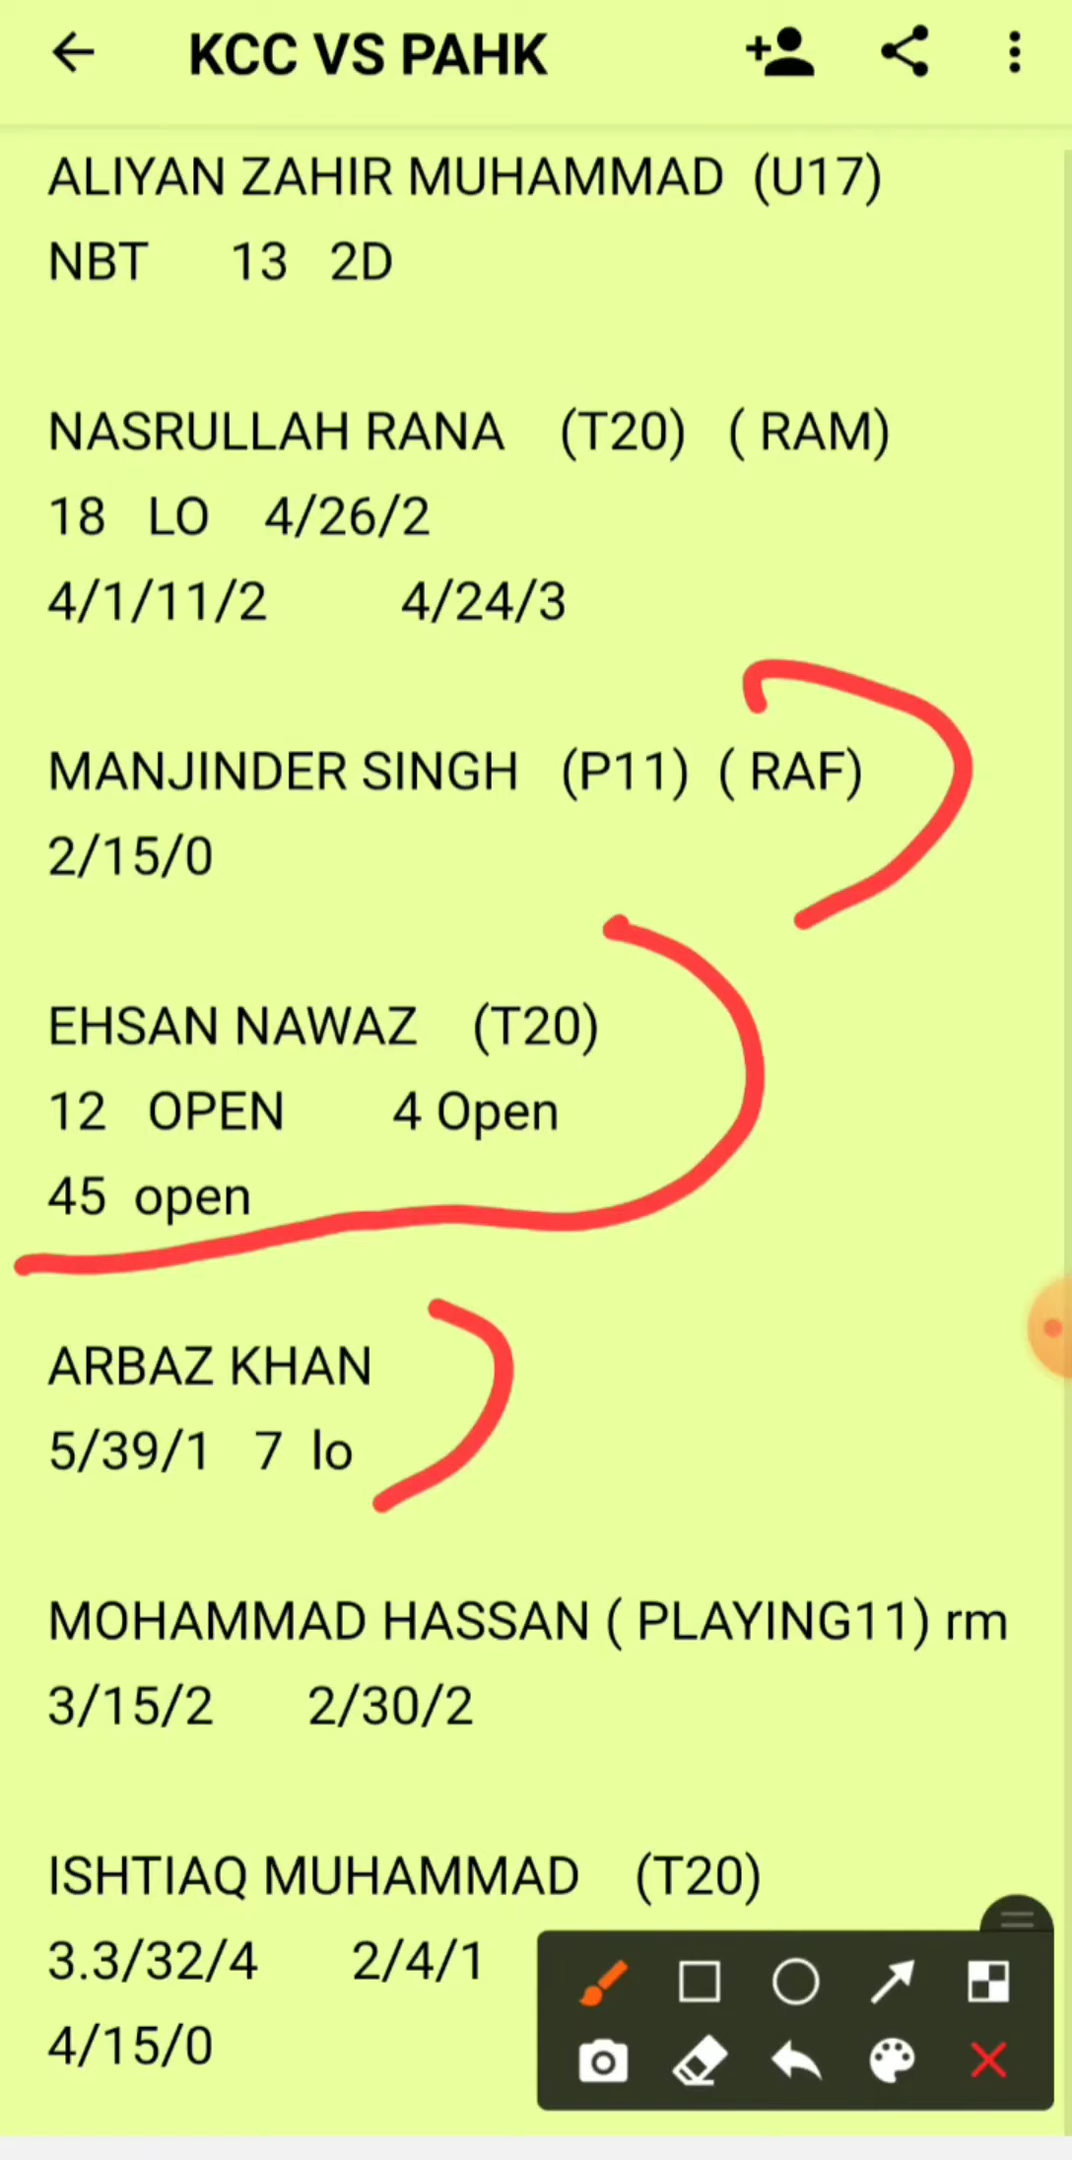 KCC VS PAHK
ALIYAN ZAHIR MUHAMMAD (U17)
NBT 13 2D
NASRULLAH RANA (T20) ( RAM)
18 LO 4/26/2
4/1/11/2 4/24/3
MANJINDER SINGH (P11) ( RAF)
2/15/0
EHSAN NAWAZ (T20)
12 OPEN 4 Open
45 open
ARBAZ KHAN
5/39/1 7 lo
MOHAMMAD HASSAN ( PLAYING11) rm
3/15/2 2/30/2
ISHTIAQ MUHAMMAD (T20)
3.3/32/4 2/4/1
4/15/0